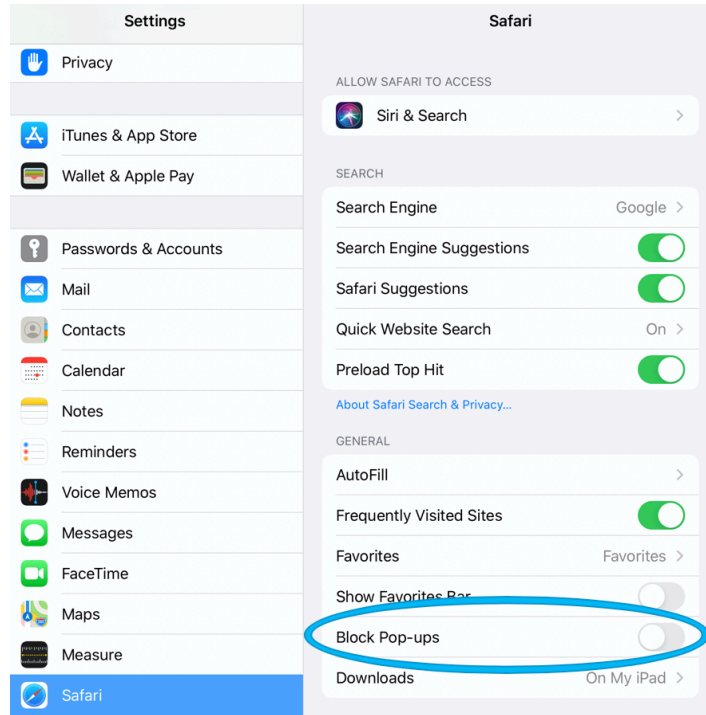 Settings
Privacy
iTunes & App Store
Wallet & Apple Pay
Passwords & Accounts
Mail
Contacts
Calendar
Notes
Reminders
Voice Memos
Messages
FaceTime
Maps
Measure
Safari
Safari
ALLOW SAFARI TO ACCESS
Siri & Search
SEARCH
Search Engine Google
Search Engine Suggestions
Safari Suggestions
Quick Website Search On
Preload Top Hit
About Safari Search & Privacy...
GENERAL
AutoFill
Frequently Visited Sites
Favorites Favorites
Show Favorites Bar
Block Pop-ups
Downloads On My iPad